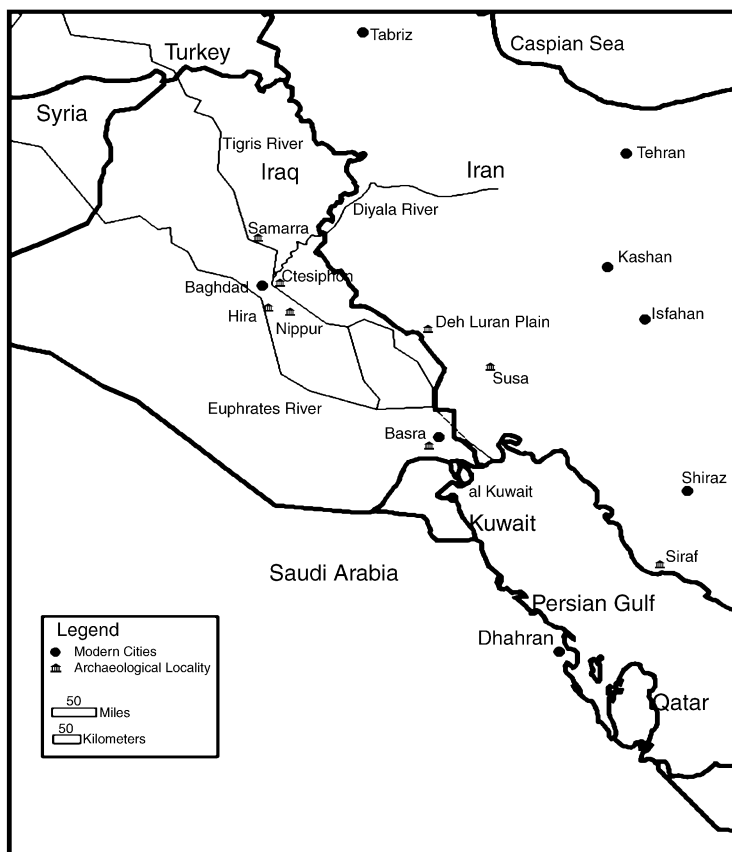 Tabriz
Caspian Sea
Turkey
Syria
Tigris River
Tehran
Iraq
Iran
Diyala River
Samarra
Kashan
Ctesiphon
Baghdad
Hira
Nippur
Deh Luran Plain
Isfahan
Susa
Euphrates River
Basra
Shiraz
al Kuwait
Kuwait
Siraf
Saudi Arabia
Persian Gulf
Dhahran
Qatar
Legend
Modern Cities
Archaeological Locality
50
Miles
50
Kilometers